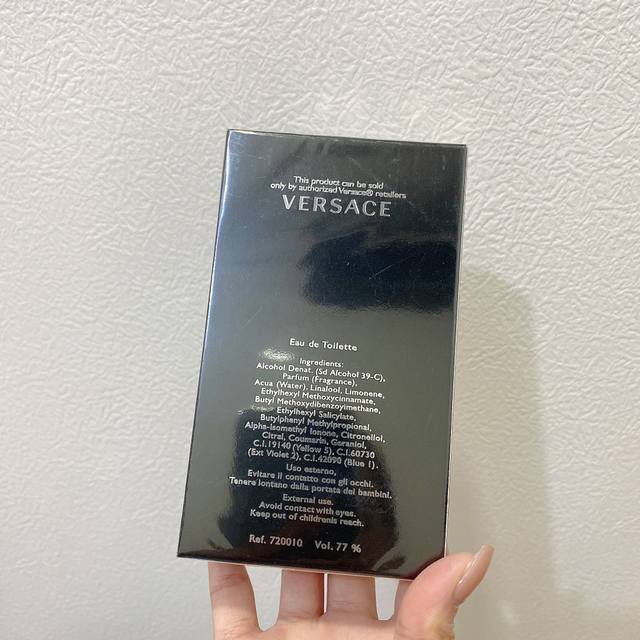 This product can be sold
only by authorized Versace® retailers
VERSACE
Eau de Toilette
Ingredients:
Alcohol Denat. (Sd Alcohol 39-C),
Parfum (Fragrance),
Acua (Water), Linalool, Limonene,
Ethylhexyl Methoxycinnamate,
Butyl Methoxydibenzoyimethane,
Ethylhexyl Salicylate,
Butylphenyl Methylpropional,
Alpha-Isomethyl Ionone, Citronellol,
Citral, Coumarin, Geraniol,
C.I.19140 (Yellow 5), C.I.60730
(Ext Violet 2), C.I.42090 (Blue 1).
Uso esterno,
Evitare il contatto con gli occhi.
Tenere lontano dalla portata dei bambini.
External use.
Avoid contact with eyes.
Keep out of childrenis reach.
Ref. 720010 Vol. 77 %